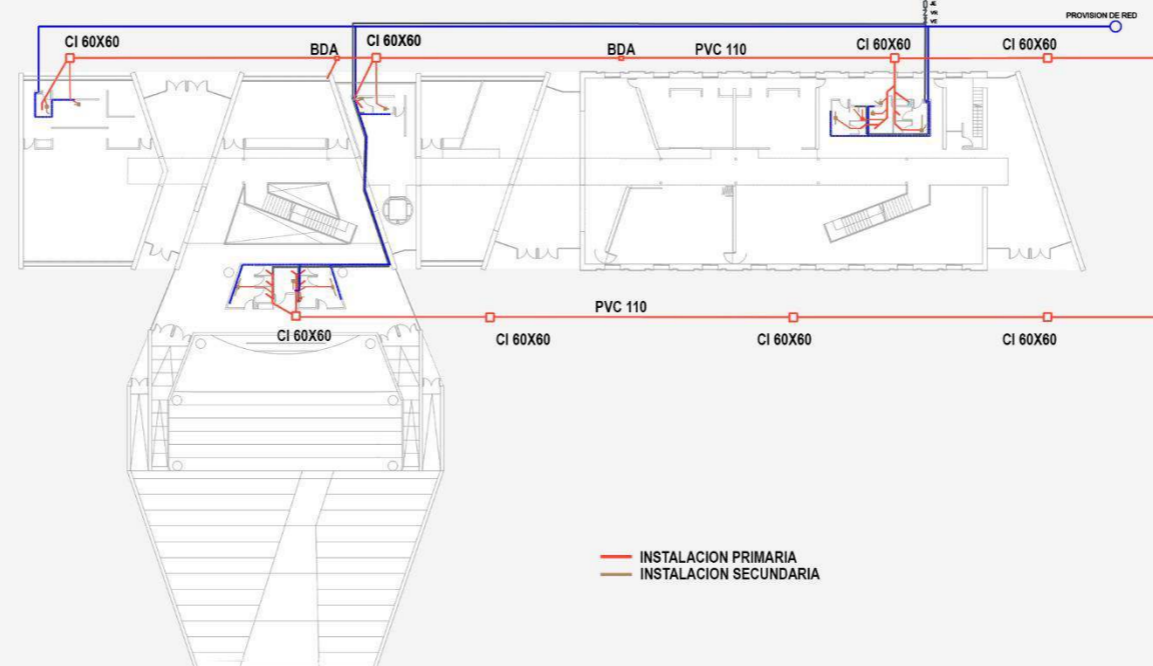 PROVISION DE RED
CI 60X60
BDA
CI 60X60
BDA
PVC 110
CI 60X60
CI 60X60
PVC 110
CI 60X60
CI 60X60
CI 60X60
CI 60X60
INSTALACION PRIMARIA
INSTALACION SECUNDARIA